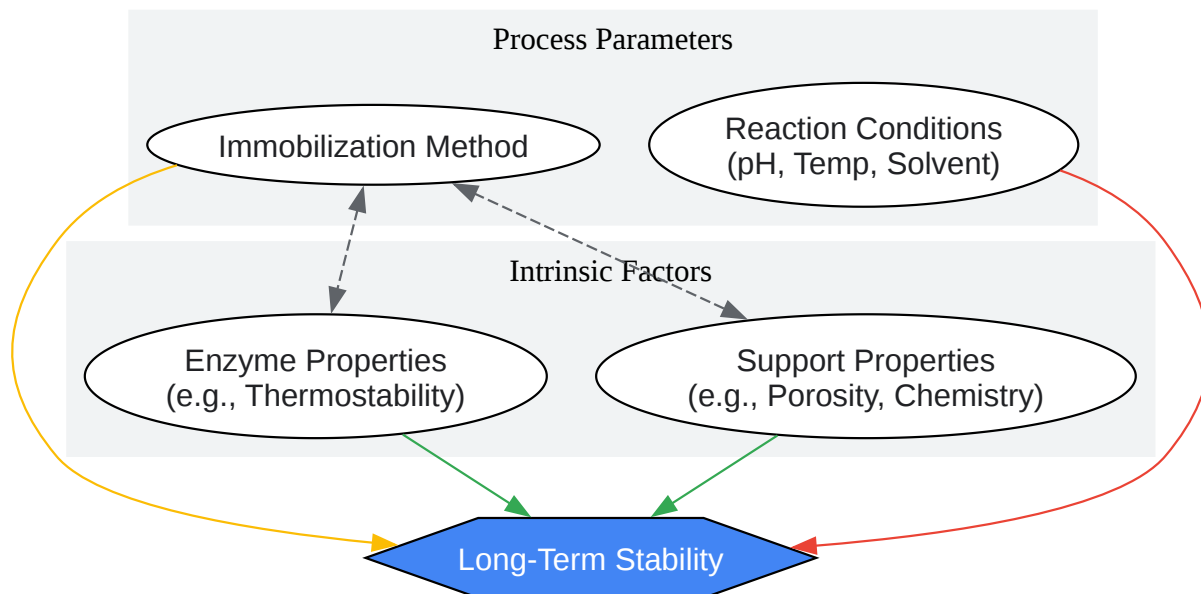 Process Parameters
Immobilization Method
Reaction Conditions
(pH, Temp, Solvent)
Intrinsic Factors
Enzyme Properties
(e.g., Thermostability)
Support Properties
(e.g., Porosity, Chemistry)
Long-Term Stability